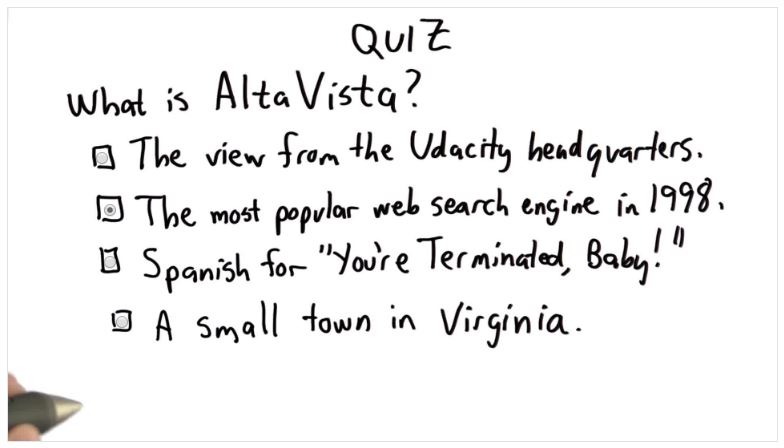 QUIZ
What is AltaVista?
The view from the Udacity headquarters.
The most popular web search engine in 1998.
Spanish for "You're Terminated, Baby!"
A small town in Virginia.